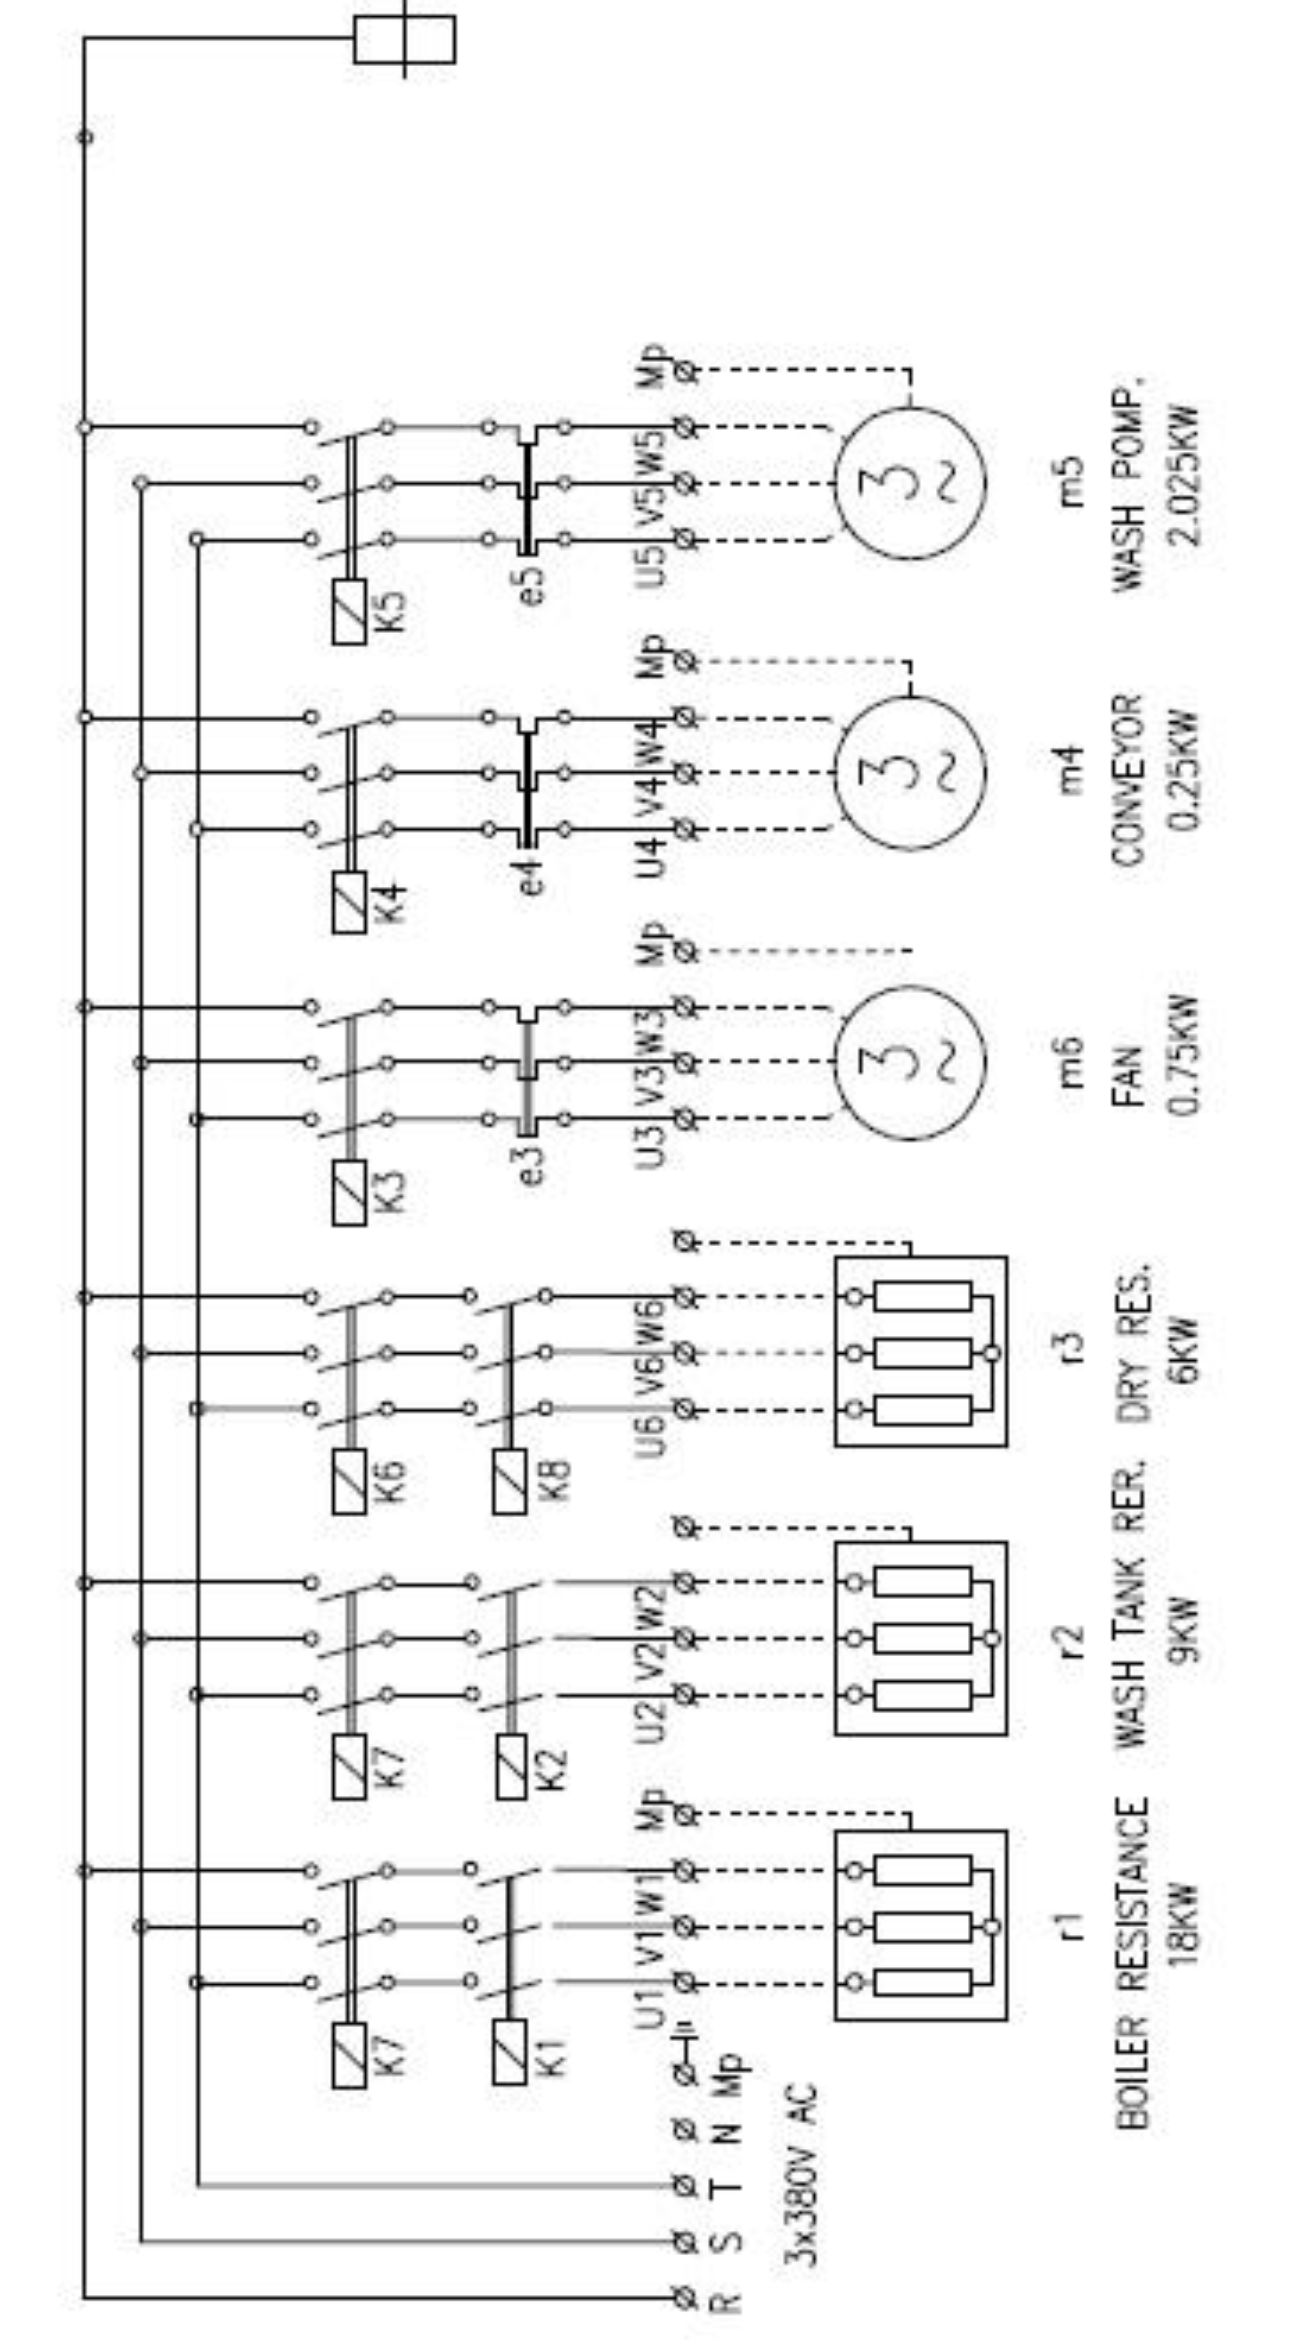 K7 K7 K6 K3 K4 K5
K1 K2 K8 e3 e4 e5
U1 V1 W1 Mp U2 V2 W2 U6 V6 W6 U3 V3 W3 Mp U4 V4 W4 Mp U5 V5 W5 Mp
R S T N Mp
3x380V AC
r1 r2 r3 m6 m4 m5
BOILER RESISTANCE WASH TANK RER. DRY RES. FAN CONVEYOR WASH POMP.
18KW 9KW 6KW 0.75KW 0.25KW 2.025KW